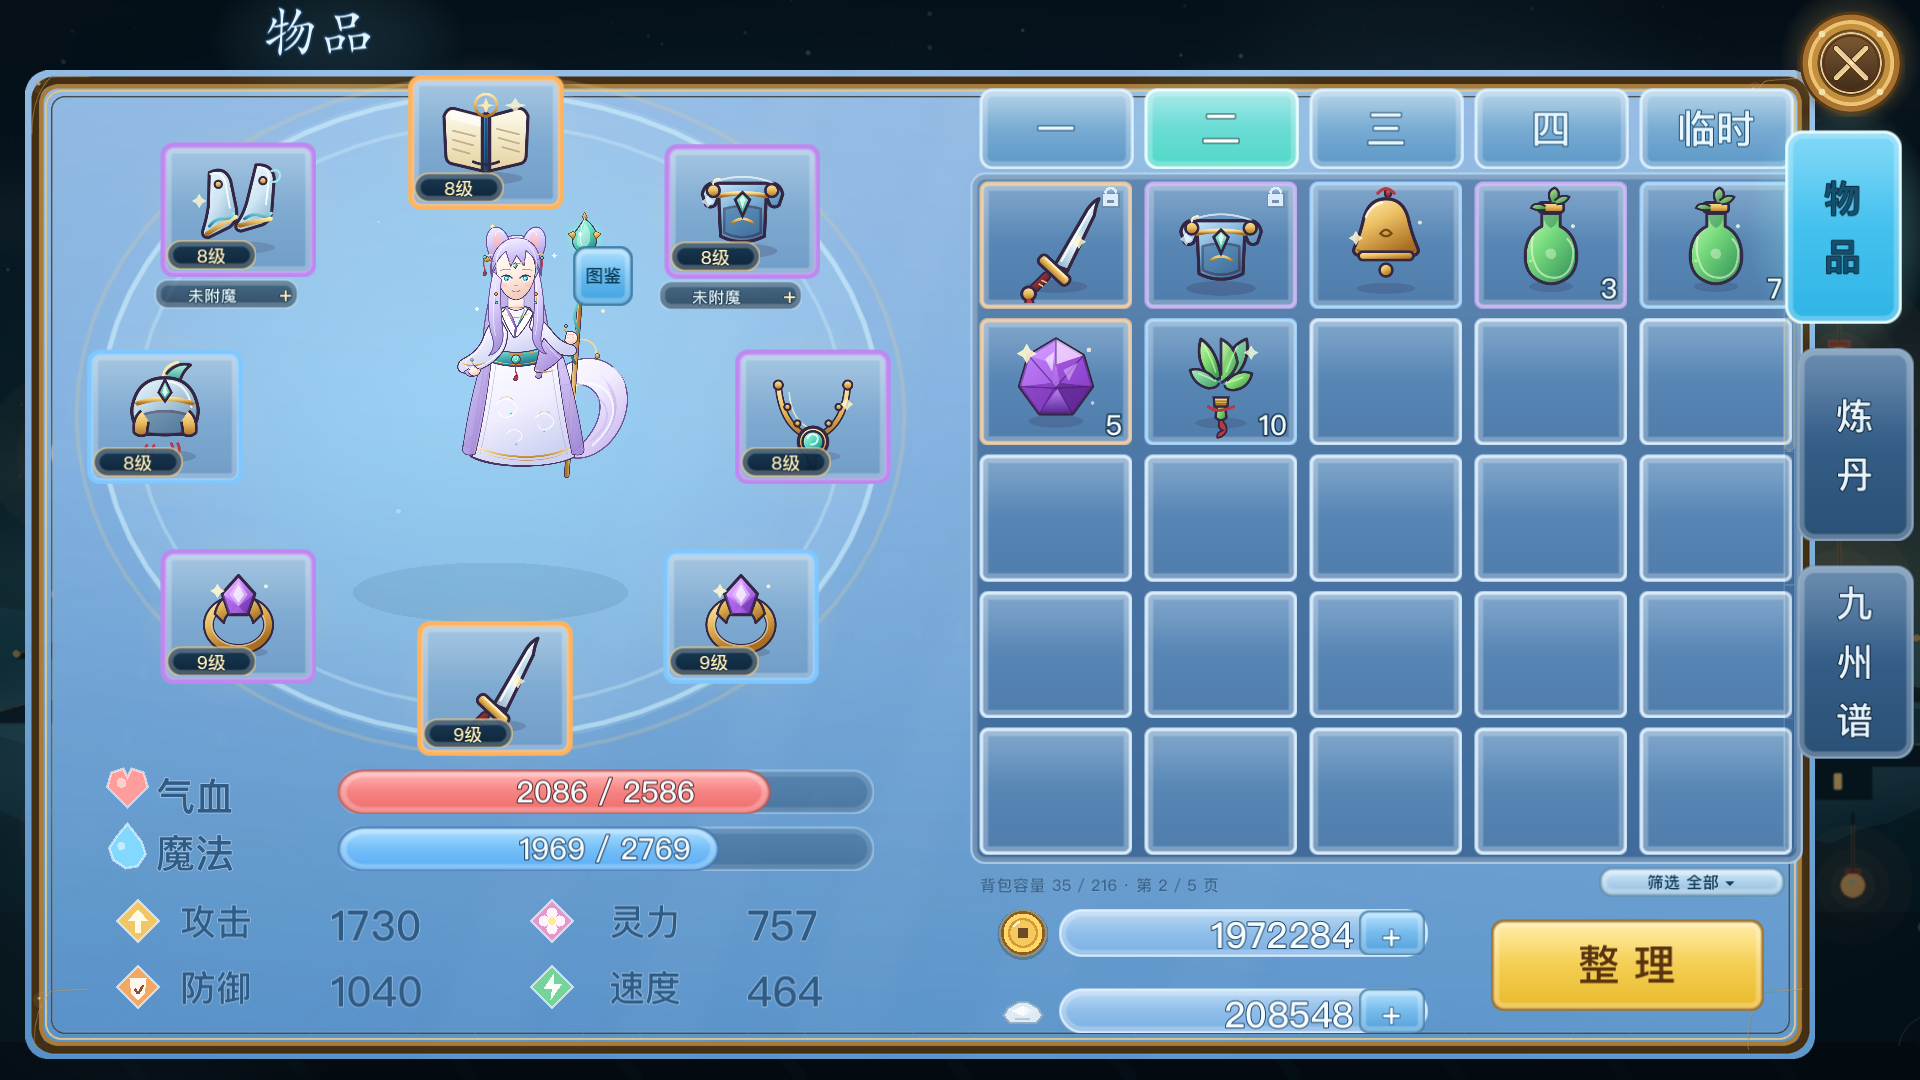 物品
一 二 三 四 临时
物品
炼丹
九州谱
8级
8级
未附魔 +
8级
未附魔 +
图鉴
8级
8级
9级
9级
9级
3
7
5
10
气血 2086 / 2586
魔法 1969 / 2769
攻击 1730 灵力 757
防御 1040 速度 464
背包容量 35 / 216 · 第 2 / 5 页
筛选 全部
1972284 +
208548 +
整理